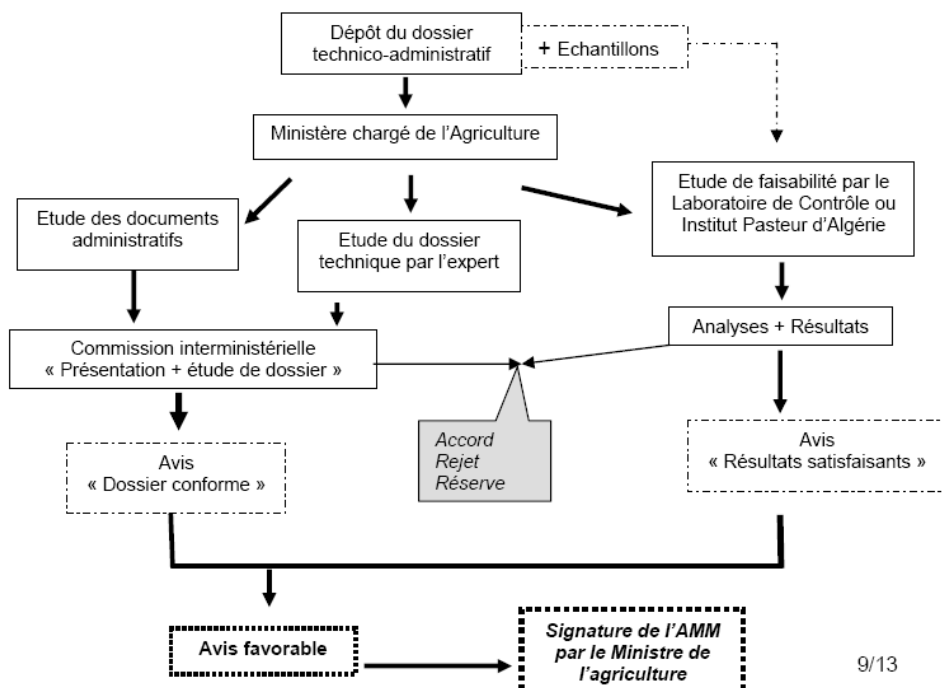 Dépôt du dossier
technico-administratif
+ Echantillons
Ministère chargé de l’Agriculture
Etude des documents
administratifs
Etude du dossier
technique par l’expert
Etude de faisabilité par le
Laboratoire de Contrôle ou
Institut Pasteur d’Algérie
Commission interministérielle
« Présentation + étude de dossier »
Analyses + Résultats
Accord
Rejet
Réserve
Avis
« Dossier conforme »
Avis
« Résultats satisfaisants »
Avis favorable
Signature de l’AMM
par le Ministre de
l’agriculture
9/13